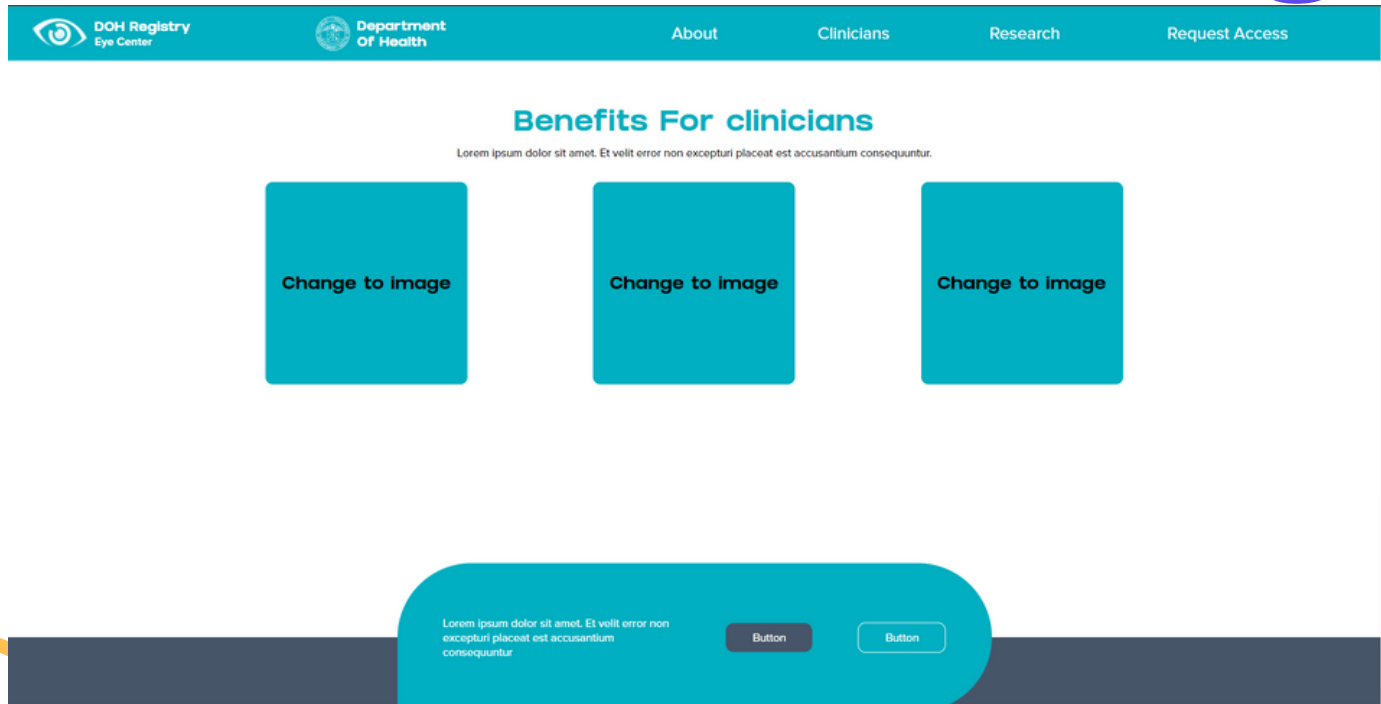 DOH Registry
Eye Center
Department
Of Health
About
Clinicians
Research
Request Access
Benefits For clinicians
Lorem ipsum dolor sit amet. Et velit error non excepturi placeat est accusantium consequuntur.
Change to image
Change to image
Change to image
Lorem ipsum dolor sit amet. Et velit error non
excepturi placeat est accusantium
consequuntur
Button
Button